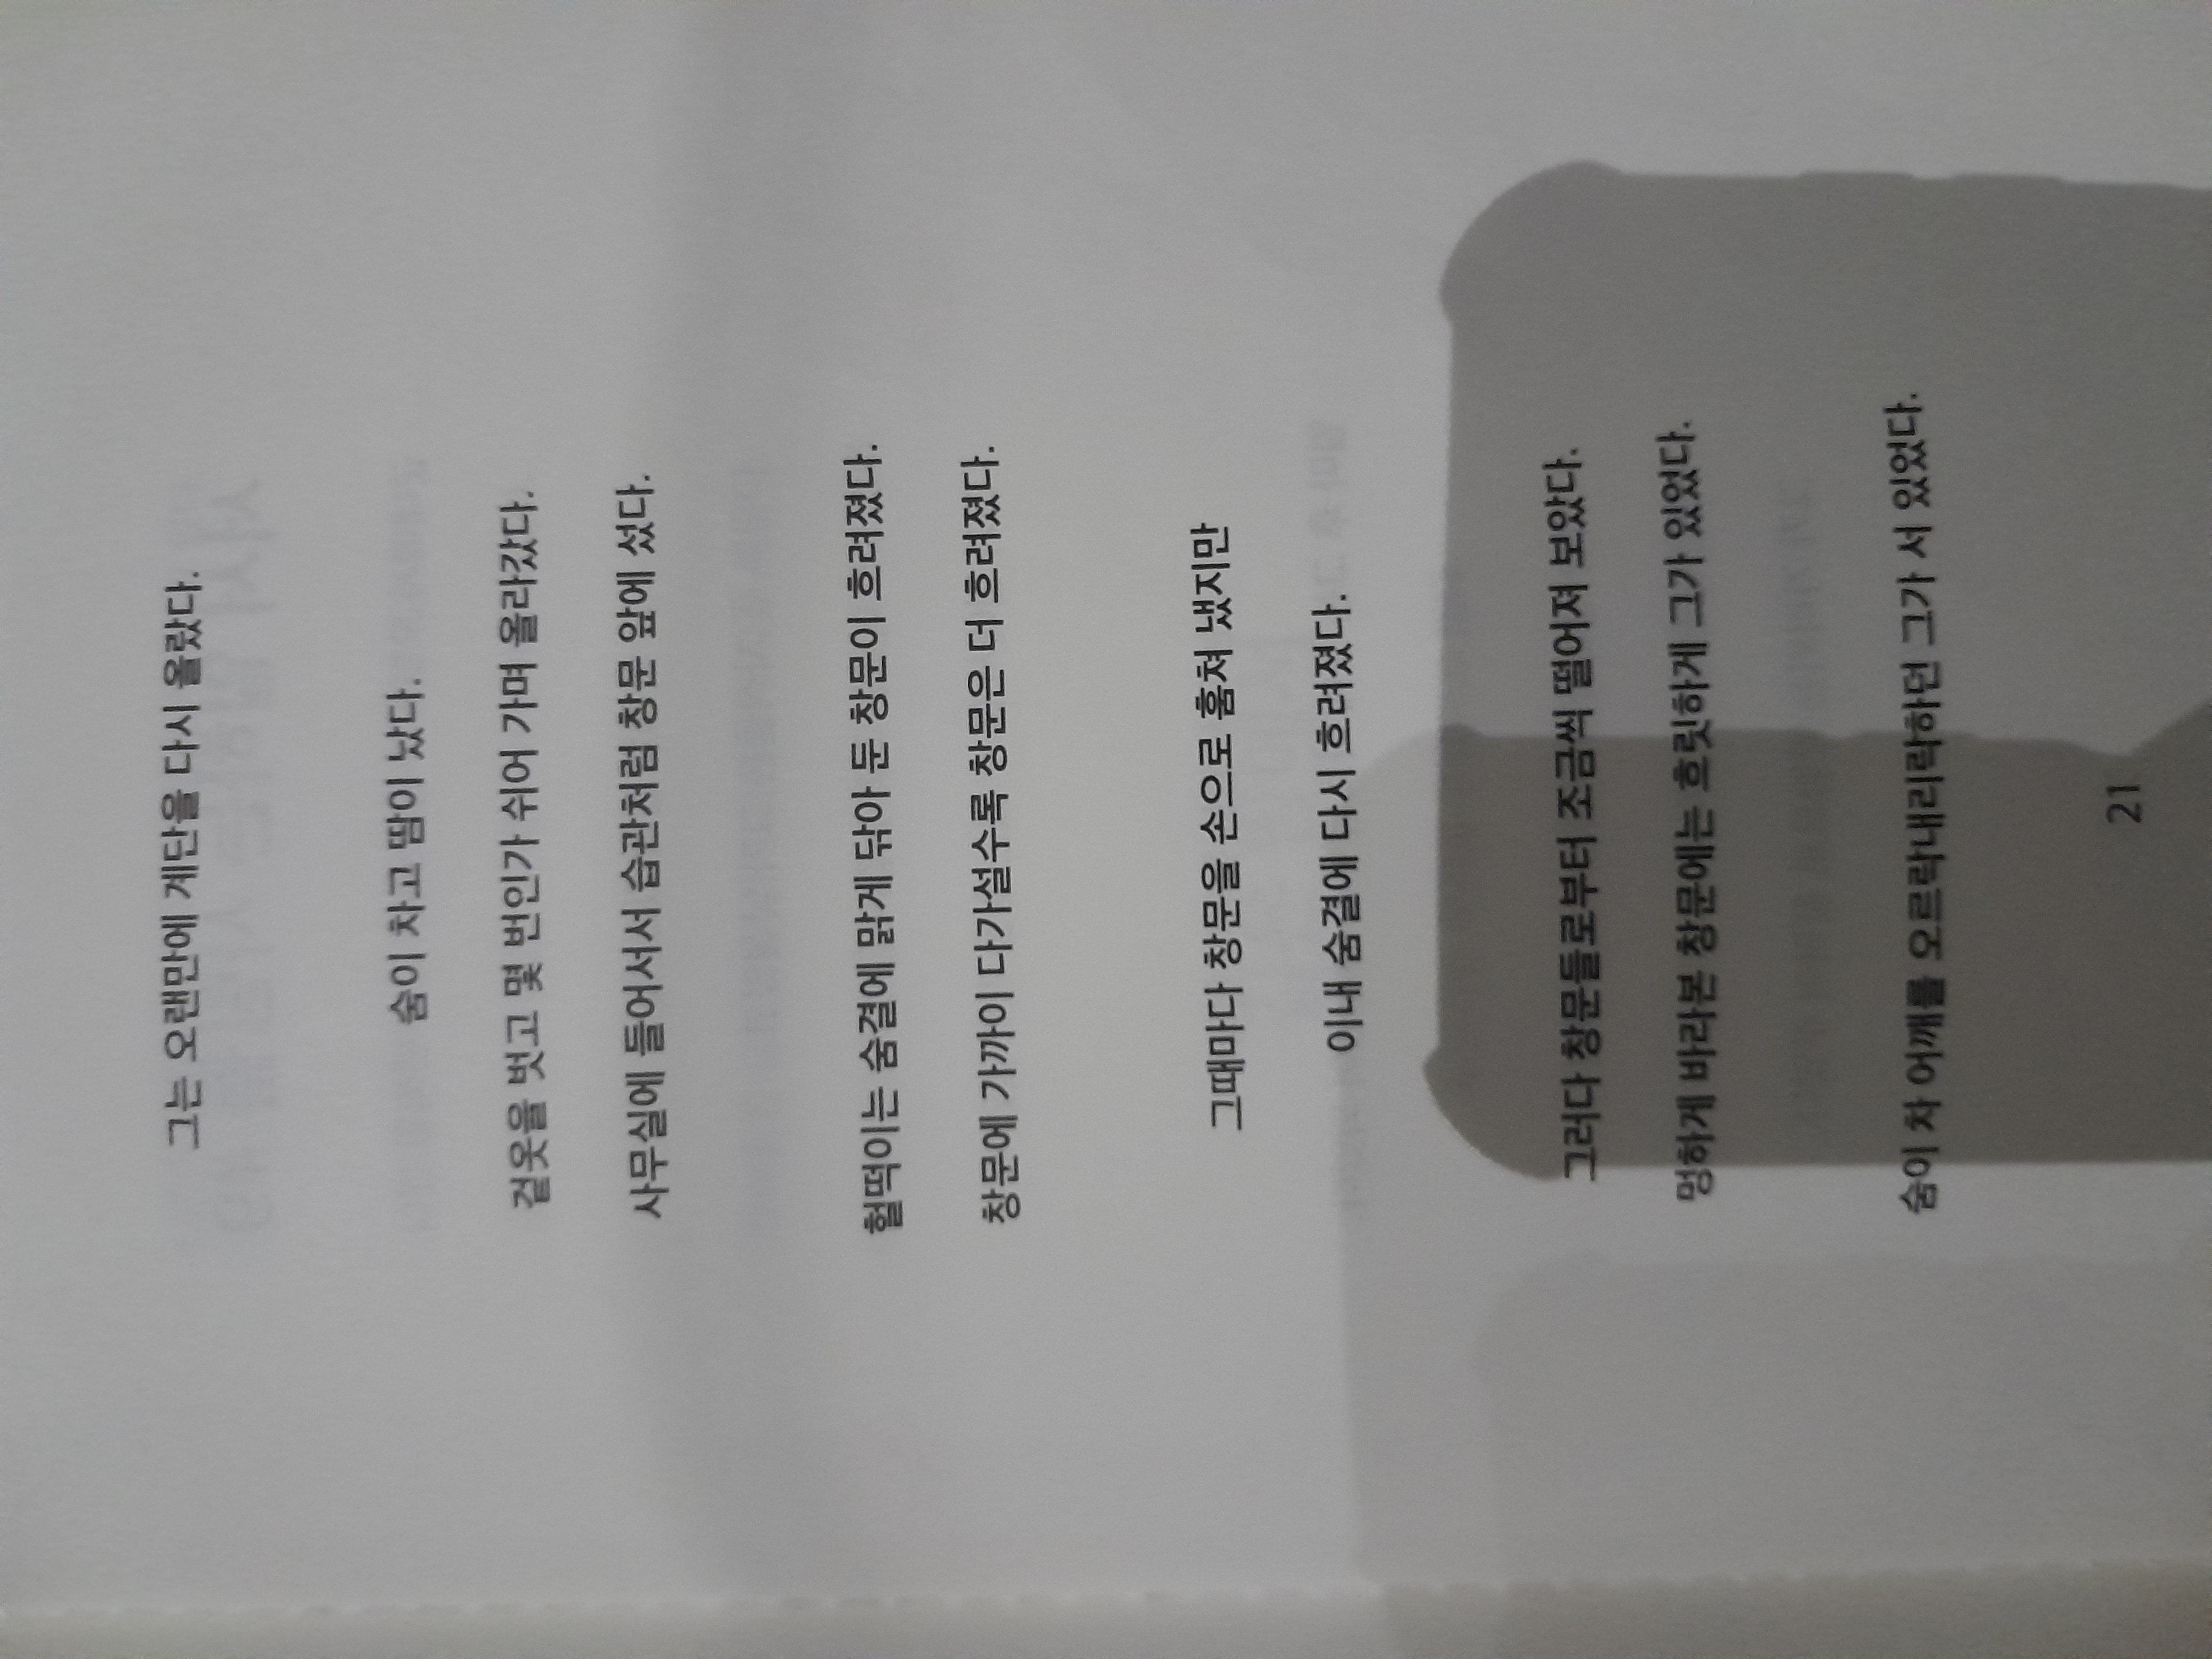 그는 오랜만에 계단을 다시 올랐다.
숨이 차고 땀이 났다.
겉옷을 벗고 몇 번인가 쉬어 가며 올라갔다.
사무실에 들어서서 습관처럼 창문 앞에 섰다.
헐떡이는 숨결에 맑게 닦아 둔 창문이 흐려졌다.
창문에 가까이 다가설수록 창문은 더 흐려졌다.
그때마다 창문을 손으로 훔쳐 냈지만
이내 숨결에 다시 흐려졌다.
그러다 창문들로부터 조금씩 떨어져 보았다.
멍하게 바라본 창문에는 흐릿하게 그가 있었다.
숨이 차 어깨를 오르락내리락하던 그가 서 있었다.
21